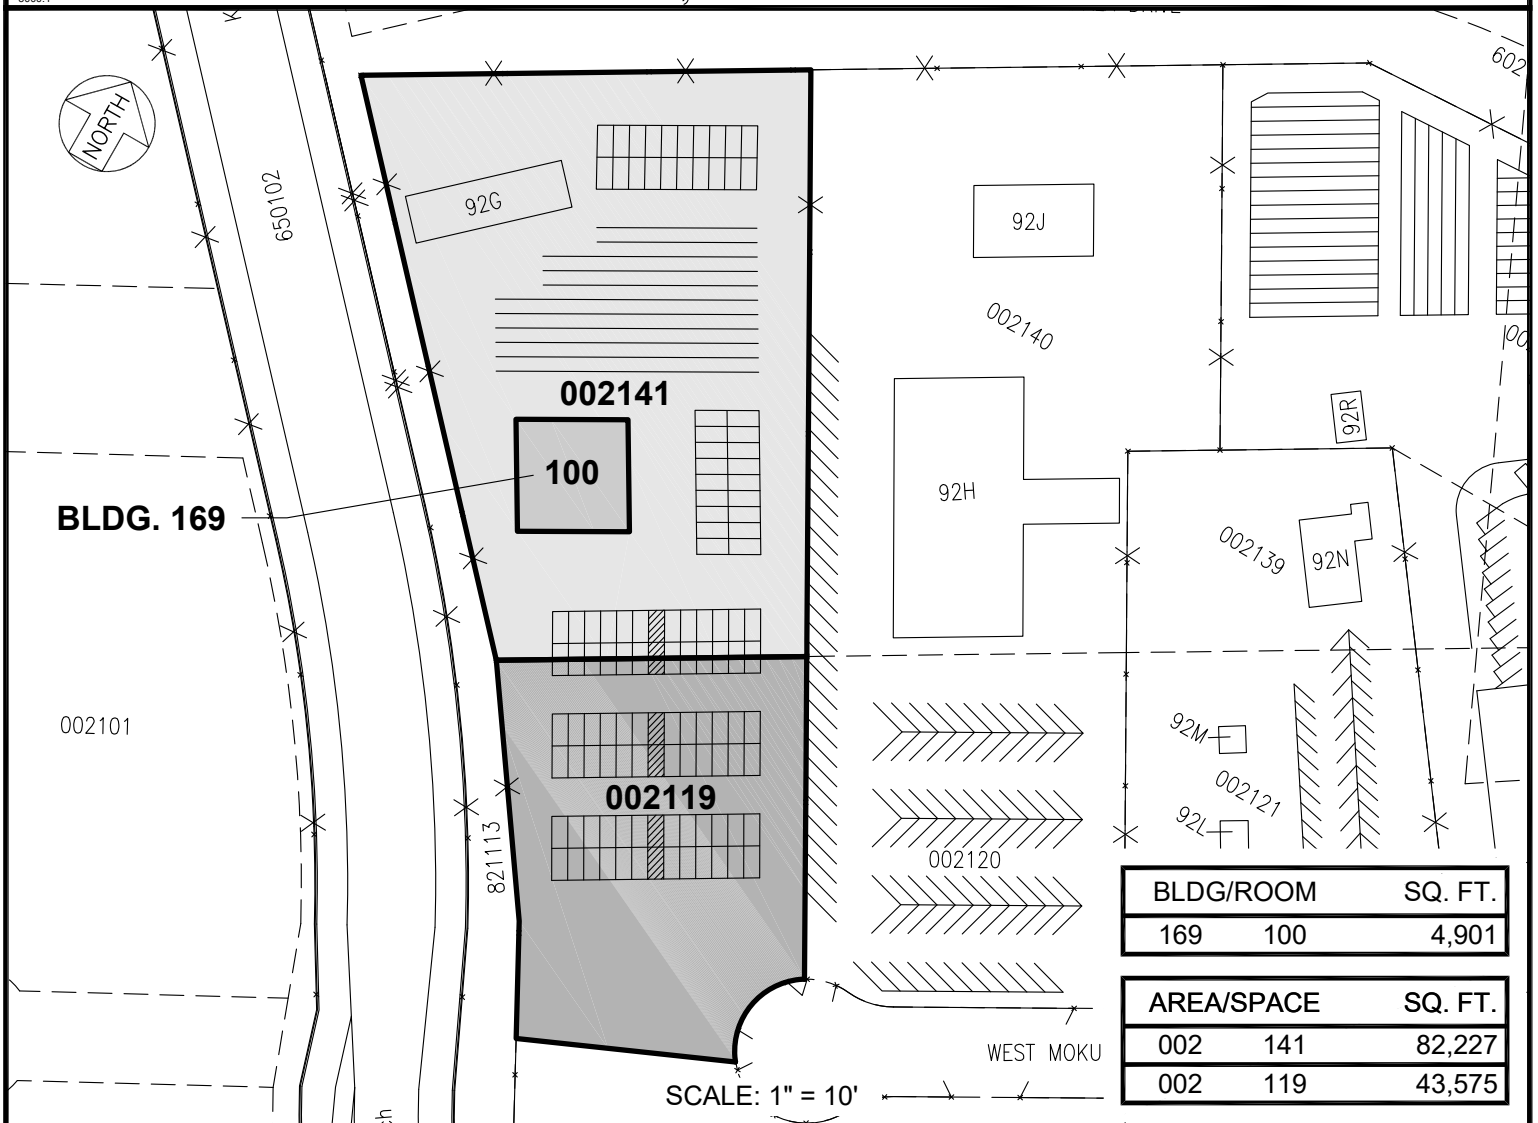 DRIVE
602
NORTH
650102
92G
92J
002140
002141
92R
100
92H
BLDG. 169
002139
92N
002101
92M
002121
002119
92L
821113
002120
BLDG/ROOM SQ. FT.
169 100 4,901
AREA/SPACE SQ. FT.
002 141 82,227
002 119 43,575
WEST MOKU
SCALE: 1" = 10'